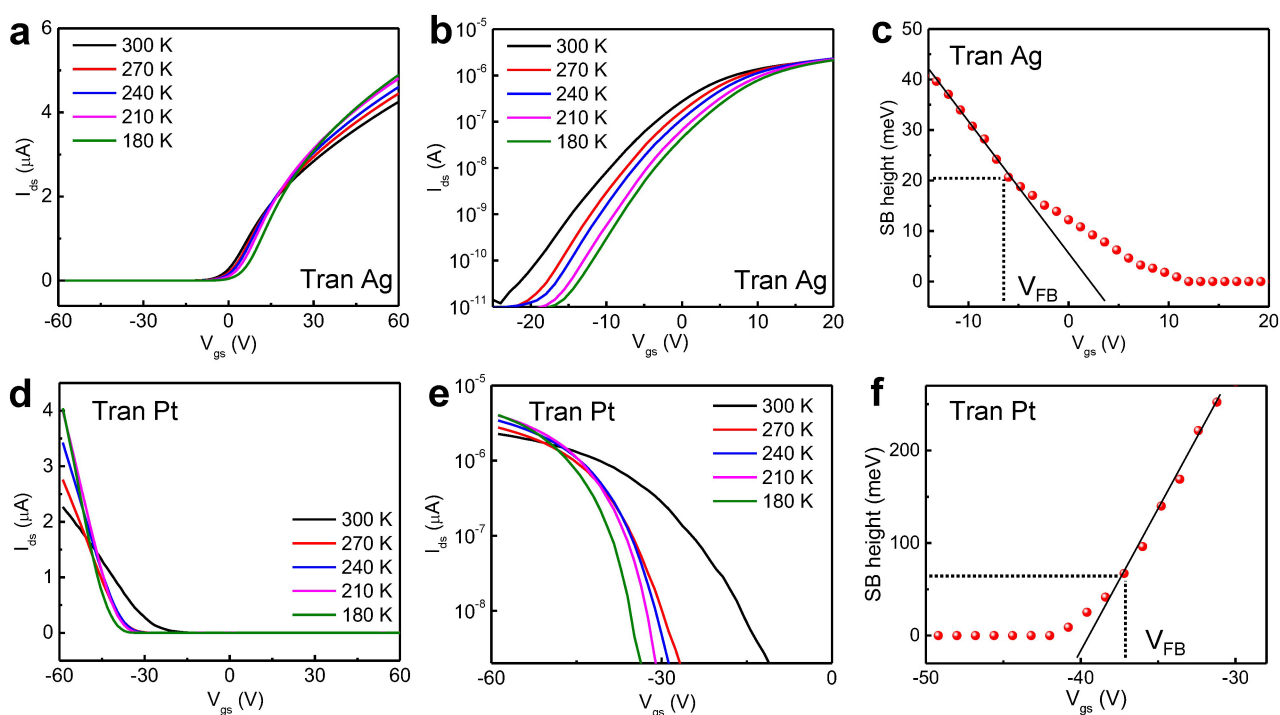 a
300 K
270 K
240 K
210 K
180 K
Tran Ag
6
4
2
0
-60
-30
0
30
60
I_ds (μA)
V_gs (V)
b
300 K
270 K
240 K
210 K
180 K
Tran Ag
10^-5
10^-6
10^-7
10^-8
10^-9
10^-10
10^-11
-20
-10
0
10
20
I_ds (A)
V_gs (V)
c
Tran Ag
50
40
30
20
10
0
-10
0
10
20
SB height (meV)
V_FB
V_gs (V)
d
Tran Pt
300 K
270 K
240 K
210 K
180 K
4
3
2
1
0
-60
-30
0
30
60
I_ds (μA)
V_gs (V)
e
Tran Pt
300 K
270 K
240 K
210 K
180 K
10^-5
10^-6
10^-7
10^-8
-60
-30
0
I_ds (μA)
V_gs (V)
f
Tran Pt
200
100
0
-50
-40
-30
SB height (meV)
V_FB
V_gs (V)